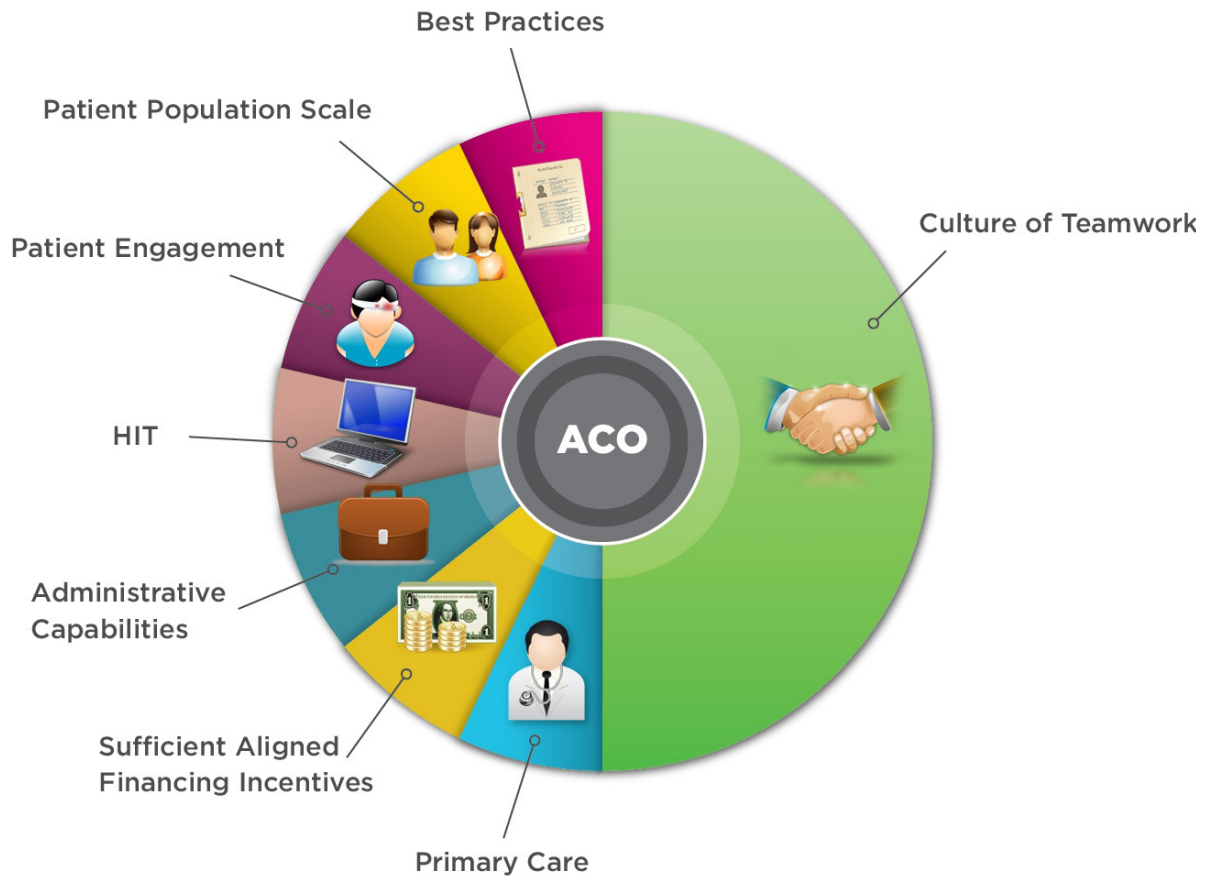 Best Practices
Patient Population Scale
Culture of Teamwork
Patient Engagement
HIT
ACO
Administrative
Capabilities
Sufficient Aligned
Financing Incentives
Primary Care